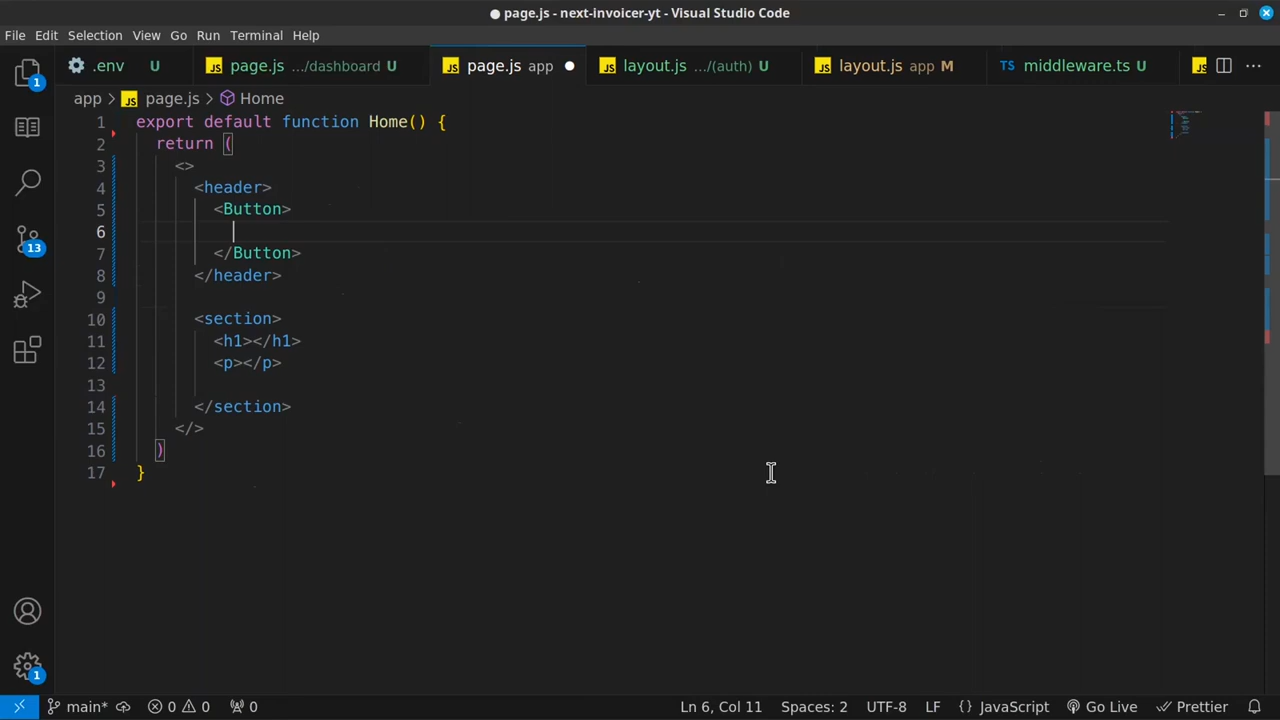 page.js - next-invoicer-yt - Visual Studio Code
File Edit Selection View Go Run Terminal Help
.env U page.js .../dashboard U page.js app layout.js .../(auth) U layout.js app M middleware.ts U JS
app > page.js > Home
1 export default function Home() {
2 return (
3 <>
4 <header>
5 <Button>
6
7 </Button>
8 </header>
9
10 <section>
11 <h1></h1>
12 <p></p>
13
14 </section>
15 </>
16 )
17 }
1
13
1
main* 0 0 0 Ln 6, Col 11 Spaces: 2 UTF-8 LF {} JavaScript Go Live Prettier